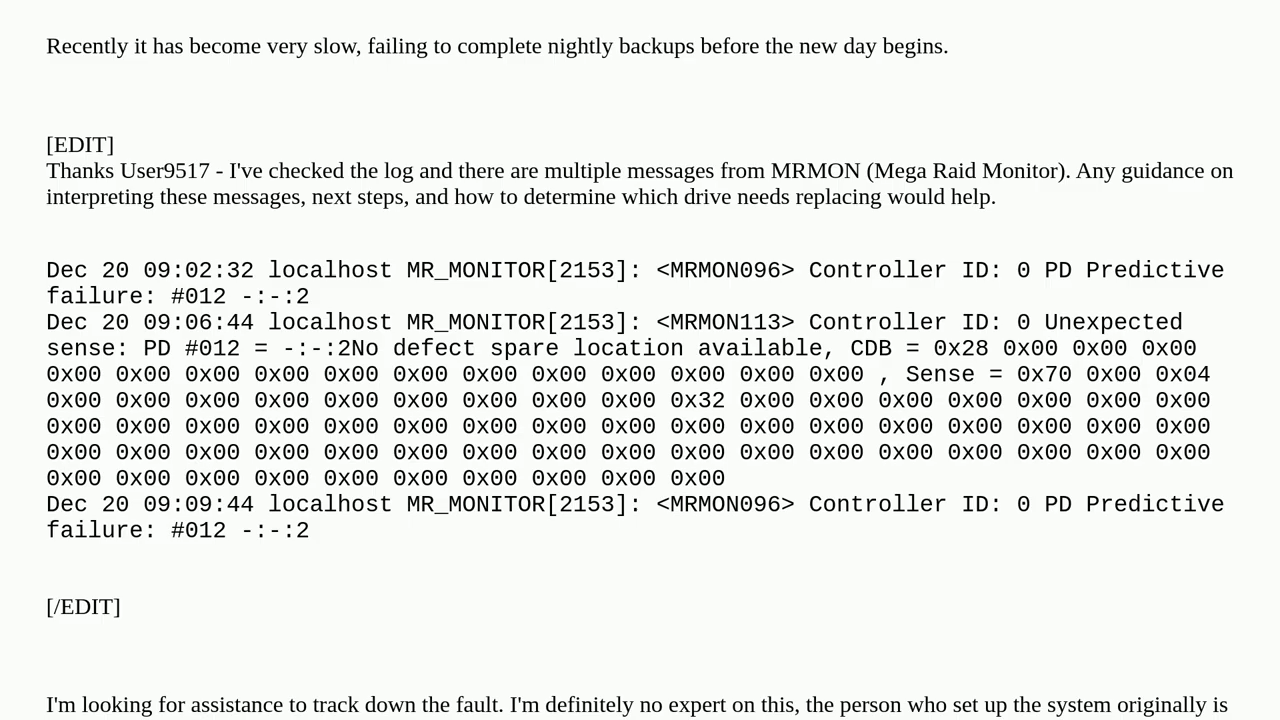 Recently it has become very slow, failing to complete nightly backups before the new day begins.
[EDIT]
Thanks User9517 - I've checked the log and there are multiple messages from MRMON (Mega Raid Monitor). Any guidance on
interpreting these messages, next steps, and how to determine which drive needs replacing would help.
Dec 20 09:02:32 localhost MR_MONITOR[2153]: <MRMON096> Controller ID: 0 PD Predictive
failure: #012 -:-:2
Dec 20 09:06:44 localhost MR_MONITOR[2153]: <MRMON113> Controller ID: 0 Unexpected
sense: PD #012 = -:-:2No defect spare location available, CDB = 0x28 0x00 0x00 0x00
0x00 0x00 0x00 0x00 0x00 0x00 0x00 0x00 0x00 0x00 0x00 0x00 , Sense = 0x70 0x00 0x04
0x00 0x00 0x00 0x00 0x00 0x00 0x00 0x00 0x00 0x32 0x00 0x00 0x00 0x00 0x00 0x00 0x00
0x00 0x00 0x00 0x00 0x00 0x00 0x00 0x00 0x00 0x00 0x00 0x00 0x00 0x00 0x00 0x00 0x00
0x00 0x00 0x00 0x00 0x00 0x00 0x00 0x00 0x00 0x00 0x00 0x00 0x00 0x00 0x00 0x00 0x00
0x00 0x00 0x00 0x00 0x00 0x00 0x00 0x00 0x00 0x00
Dec 20 09:09:44 localhost MR_MONITOR[2153]: <MRMON096> Controller ID: 0 PD Predictive
failure: #012 -:-:2
[/EDIT]
I'm looking for assistance to track down the fault. I'm definitely no expert on this, the person who set up the system originally is